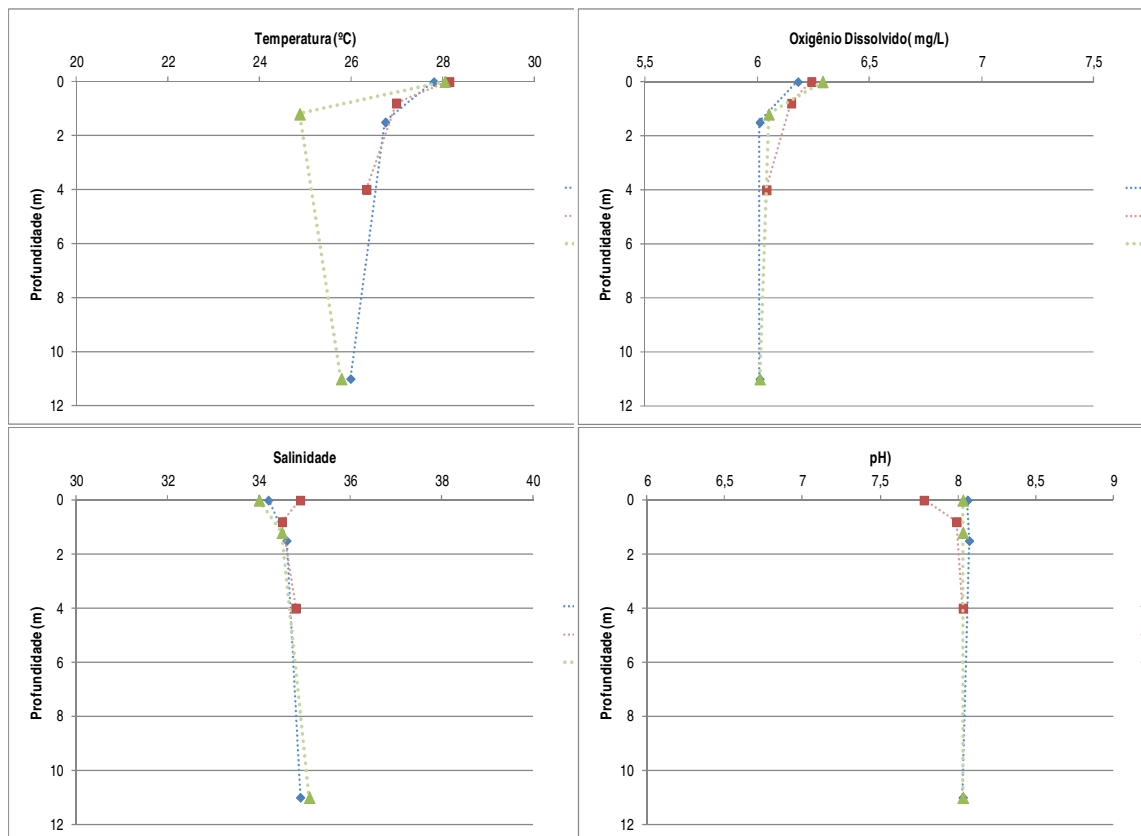 Temperatura (ºC)
20 22 24 26 28 30
0
2
4
6
8
10
12
Profundidade (m)
Oxigênio Dissolvido( mg/L)
5,5 6 6,5 7 7,5
0
2
4
6
8
10
12
Profundidade (m)
Salinidade
30 32 34 36 38 40
0
2
4
6
8
10
12
Profundidade (m)
pH)
6 6,5 7 7,5 8 8,5 9
0
2
4
6
8
10
12
Profundidade (m)